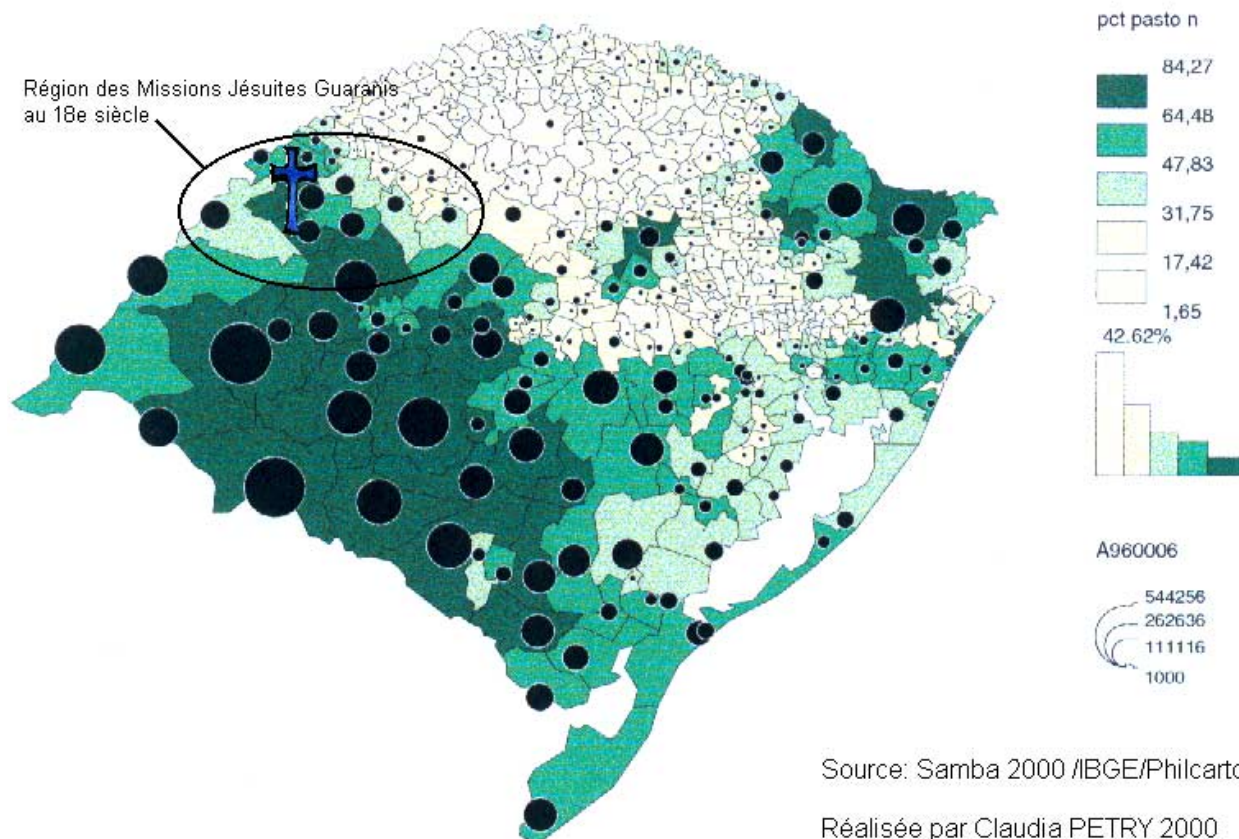 pct pasto n
84,27
64,48
47,83
31,75
17,42
1,65
42.62%
Région des Missions Jésuites Guaranis
au 18e siècle
A960006
544256
262636
111116
1000
Source: Samba 2000 /IBGE/Philcarto
Réalisée par Claudia PETRY 2000